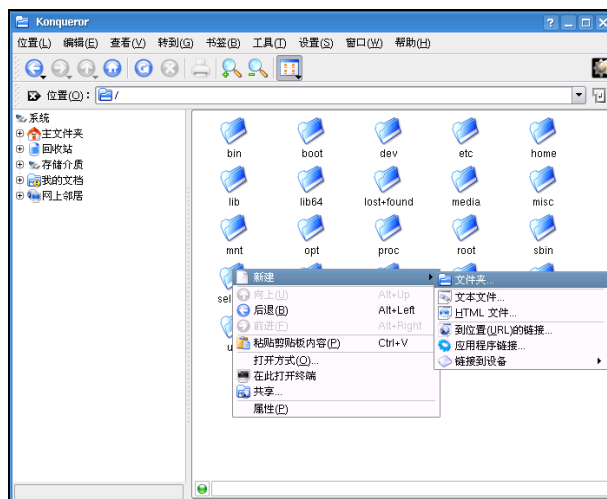 Konqueror
位置(L) 编辑(E) 查看(V) 转到(G) 书签(B) 工具(T) 设置(S) 窗口(W) 帮助(H)
位置(O): /
系统
主文件夹
回收站
存储介质
我的文档
网上邻居
bin boot dev etc home
lib lib64 lost+found media misc
mnt opt proc root sbin
新建
向上(U) Alt+Up
后退(B) Alt+Left
前进(F) Alt+Right
粘贴剪贴板内容(P) Ctrl+V
打开方式(O)...
在此打开终端
共享...
属性(P)
文件夹...
文本文件...
HTML 文件...
到位置(URL)的链接...
应用程序链接...
链接到设备